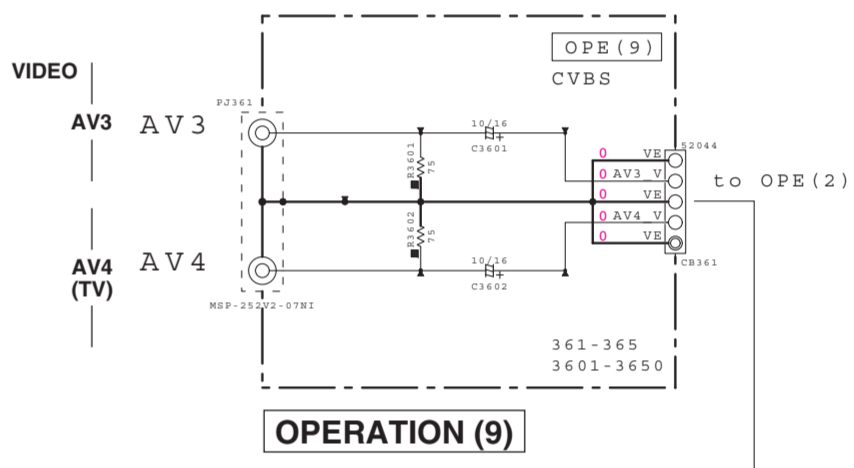 OPE(9)
CVBS
VIDEO
PJ361
AV3
AV3
10/16
C3601
R3601
75
52044
0 VE
0 AV3_V
0 VE
0 AV4_V
0 VE
to OPE(2)
R3602
75
CB361
AV4
(TV)
AV4
10/16
C3602
MSP-252V2-07NI
361-365
3601-3650
OPERATION (9)